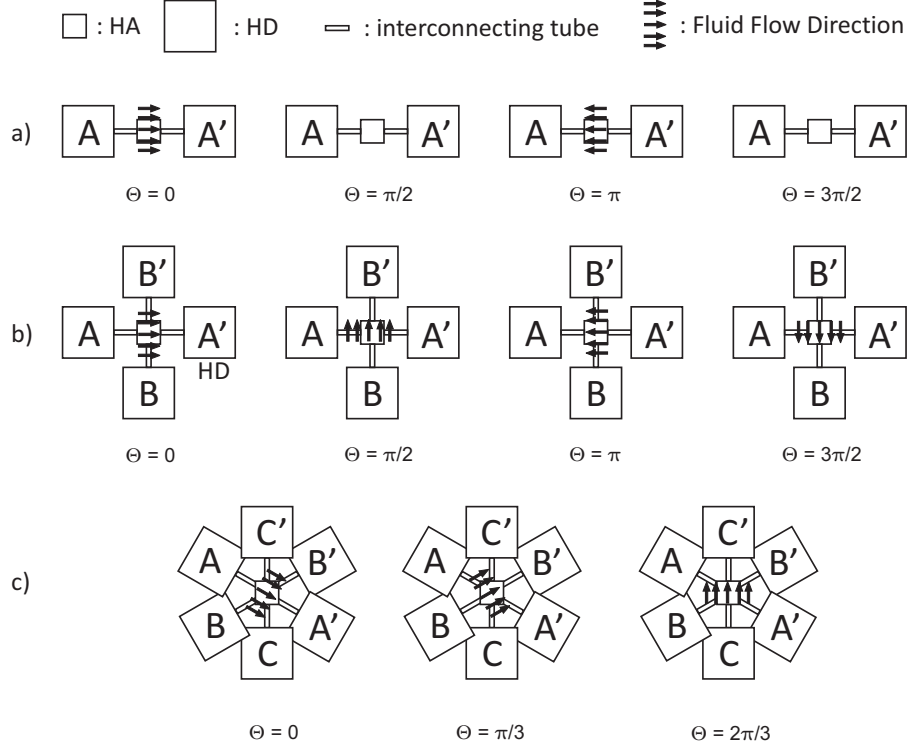 : HA : HD : interconnecting tube : Fluid Flow Direction
a) A A' A A' A A' A A'
Θ = 0 Θ = π/2 Θ = π Θ = 3π/2
B' B' B' B'
b) A A' A A' A A' A A'
HD
B B B B
Θ = 0 Θ = π/2 Θ = π Θ = 3π/2
C' C' C'
A B' A B' A B'
c)
B A' B A' B A'
C C C
Θ = 0 Θ = π/3 Θ = 2π/3